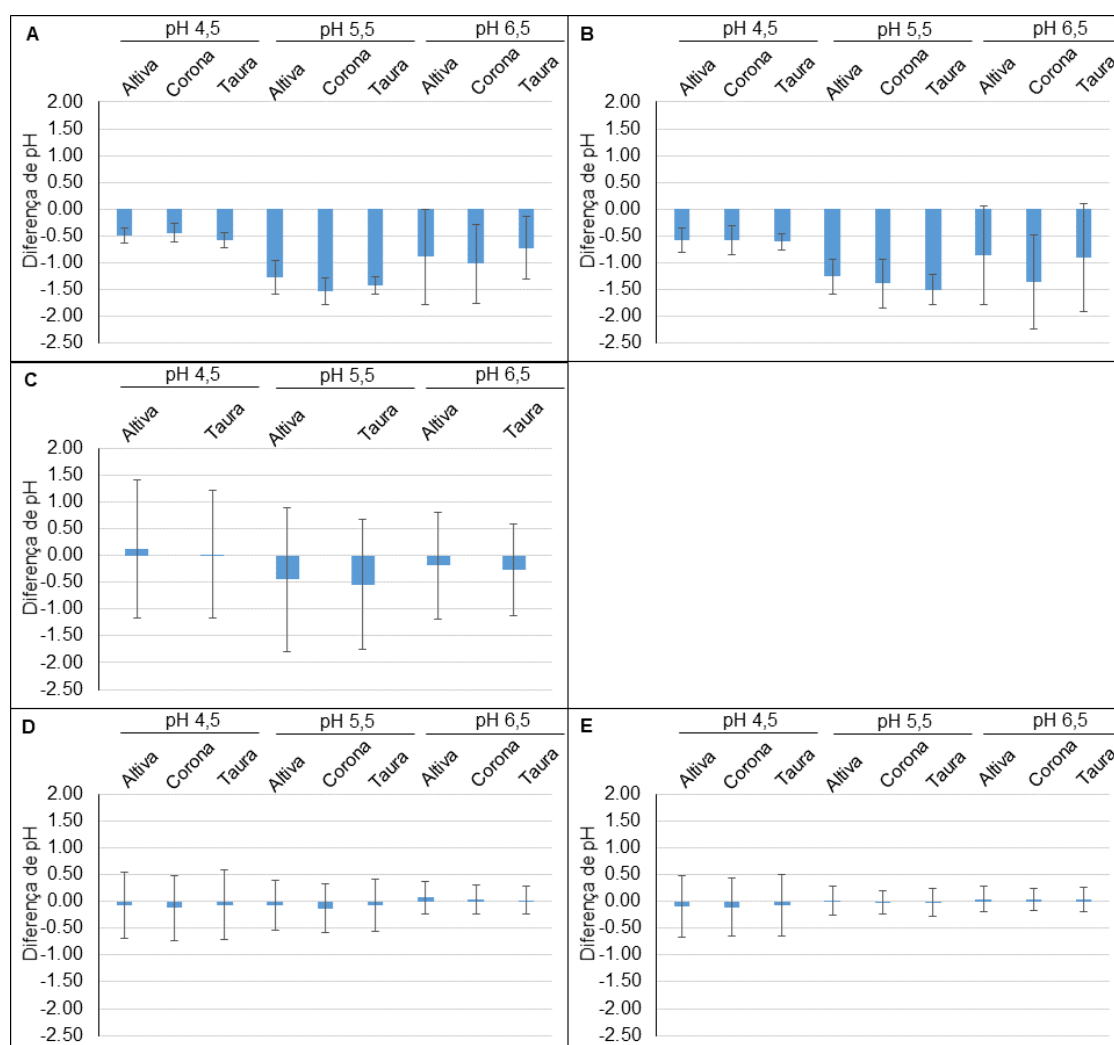 A
pH 4,5 pH 5,5 pH 6,5
Altiva Corona Taura Altiva Corona Taura Altiva Corona Taura
Diferença de pH
2.00
1.50
1.00
0.50
0.00
-0.50
-1.00
-1.50
-2.00
-2.50
B
pH 4,5 pH 5,5 pH 6,5
Altiva Corona Taura Altiva Corona Taura Altiva Corona Taura
Diferença de pH
2.00
1.50
1.00
0.50
0.00
-0.50
-1.00
-1.50
-2.00
-2.50
C
pH 4,5 pH 5,5 pH 6,5
Altiva Taura Altiva Taura Altiva Taura
Diferença de pH
2.00
1.50
1.00
0.50
0.00
-0.50
-1.00
-1.50
-2.00
-2.50
D
pH 4,5 pH 5,5 pH 6,5
Altiva Corona Taura Altiva Corona Taura Altiva Corona Taura
Diferença de pH
2.00
1.50
1.00
0.50
0.00
-0.50
-1.00
-1.50
-2.00
-2.50
E
pH 4,5 pH 5,5 pH 6,5
Altiva Corona Taura Altiva Corona Taura Altiva Corona Taura
Diferença de pH
2.00
1.50
1.00
0.50
0.00
-0.50
-1.00
-1.50
-2.00
-2.50